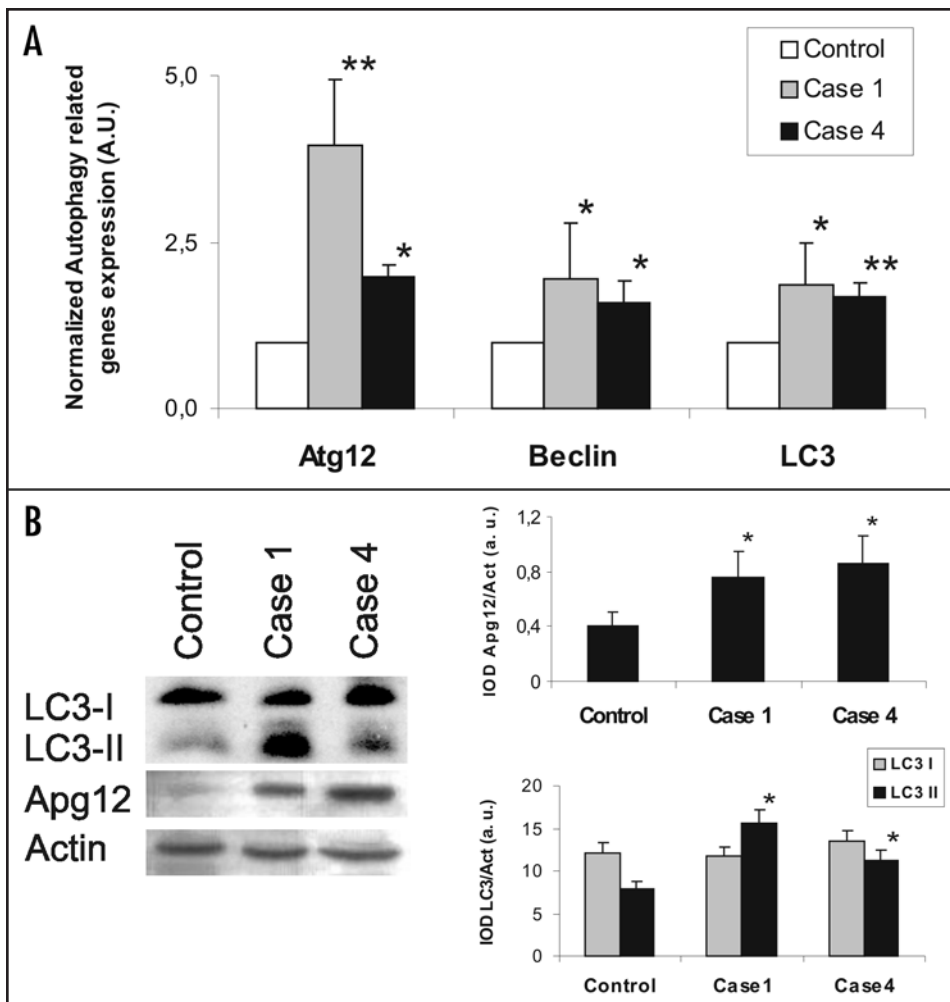 A
Control
Case 1
Case 4
Normalized Autophagy related
genes expression (A.U.)
5,0
2,5
0,0
**
*
*
*
*
**
Atg12
Beclin
LC3
B
Control
Case 1
Case 4
LC3-I
LC3-II
Apg12
Actin
IOD Apg12/Act (a. u.)
1,2
0,8
0,4
0
*
*
Control
Case 1
Case 4
LC3 I
LC3 II
IOD LC3/Act (a. u.)
20
15
10
5
0
*
*
Control
Case1
Case4